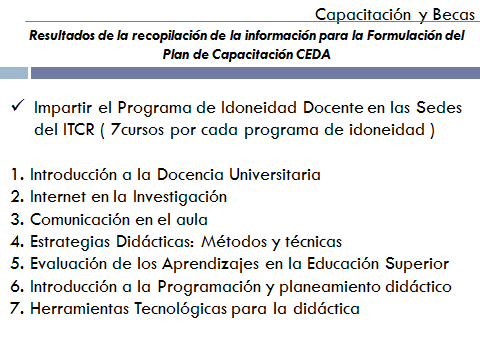 Capacitación y Becas
Resultados de la recopilación de la información para la Formulación del
Plan de Capacitación CEDA
✓ Impartir el Programa de Idoneidad Docente en las Sedes
del ITCR ( 7cursos por cada programa de idoneidad )
1. Introducción a la Docencia Universitaria
2. Internet en la Investigación
3. Comunicación en el aula
4. Estrategias Didácticas: Métodos y técnicas
5. Evaluación de los Aprendizajes en la Educación Superior
6. Introducción a la Programación y planeamiento didáctico
7. Herramientas Tecnológicas para la didáctica